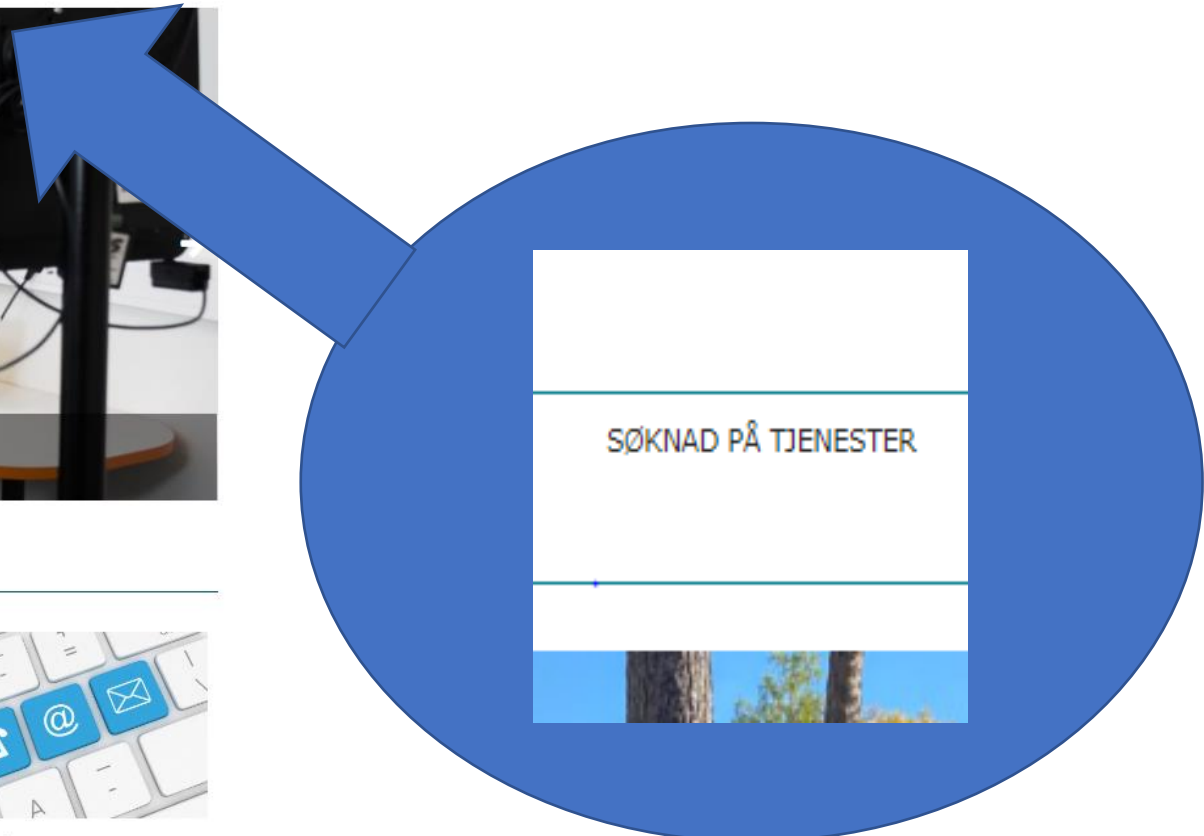 SØKNAD PÅ TJENESTER
=
@
A
-